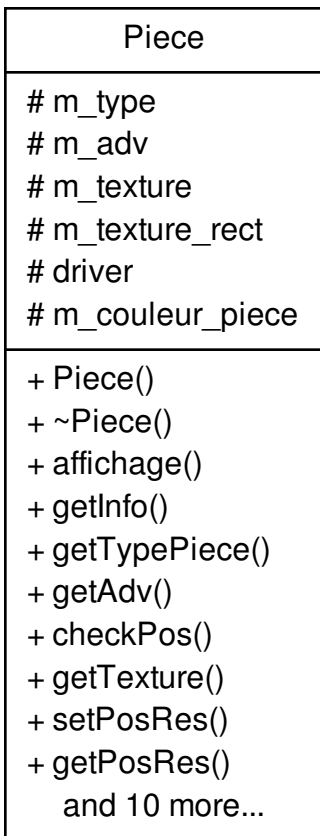 Piece
# m_type
# m_adv
# m_texture
# m_texture_rect
# driver
# m_couleur_piece
+ Piece()
+ ~Piece()
+ affichage()
+ getInfo()
+ getTypePiece()
+ getAdv()
+ checkPos()
+ getTexture()
+ setPosRes()
+ getPosRes()
and 10 more...